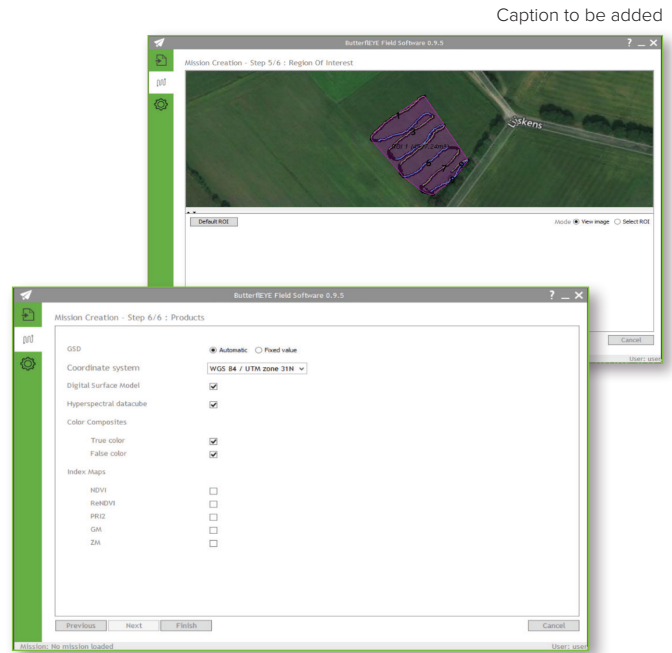 Caption to be added
ButterflEYE Field Software 0.9.5
? _ ×
Mission Creation - Step 5/6 : Region Of Interest
pro
Liskens
Default ROI
Mode View image Select ROI
Cancel
User: user
ButterflEYE Field Software 0.9.5
? _ ×
Mission Creation - Step 6/6 : Products
pro
GSD Automatic Fixed value
Coordinate system WGS 84 / UTM zone 31N
Digital Surface Model
Hyperspectral datacube
Color Composites
True color
False color
Index Maps
NDVI
ReNDVI
PRI2
GM
ZM
Previous Next Finish Cancel
Mission: No mission loaded User: user